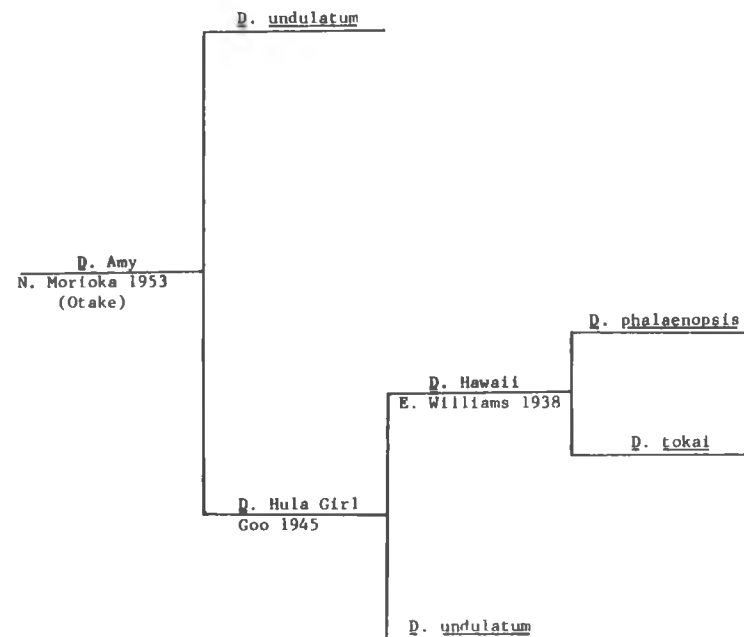 D. undulatum
D. Amy
N. Morioka 1953
(Otake)
D. phalaenopsis
D. Hawaii
E. Williams 1938
D. tokai
D. Hula Girl
Goo 1945
D. undulatum